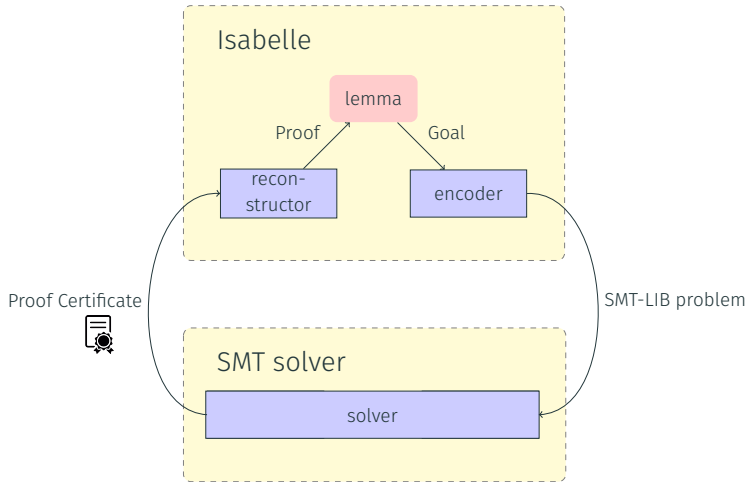 Isabelle
lemma
Proof
Goal
recon-
structor
encoder
Proof Certificate
SMT-LIB problem
SMT solver
solver